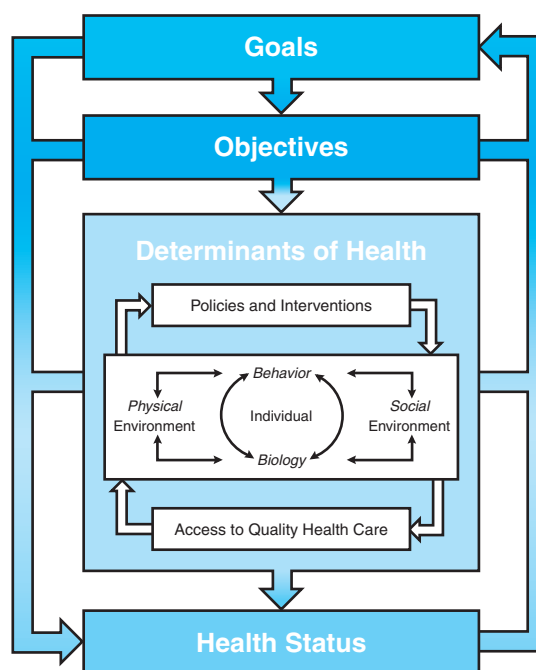 Goals
Objectives
Determinants of Health
Policies and Interventions
Behavior
Physical
Environment
Individual
Social
Environment
Biology
Access to Quality Health Care
Health Status